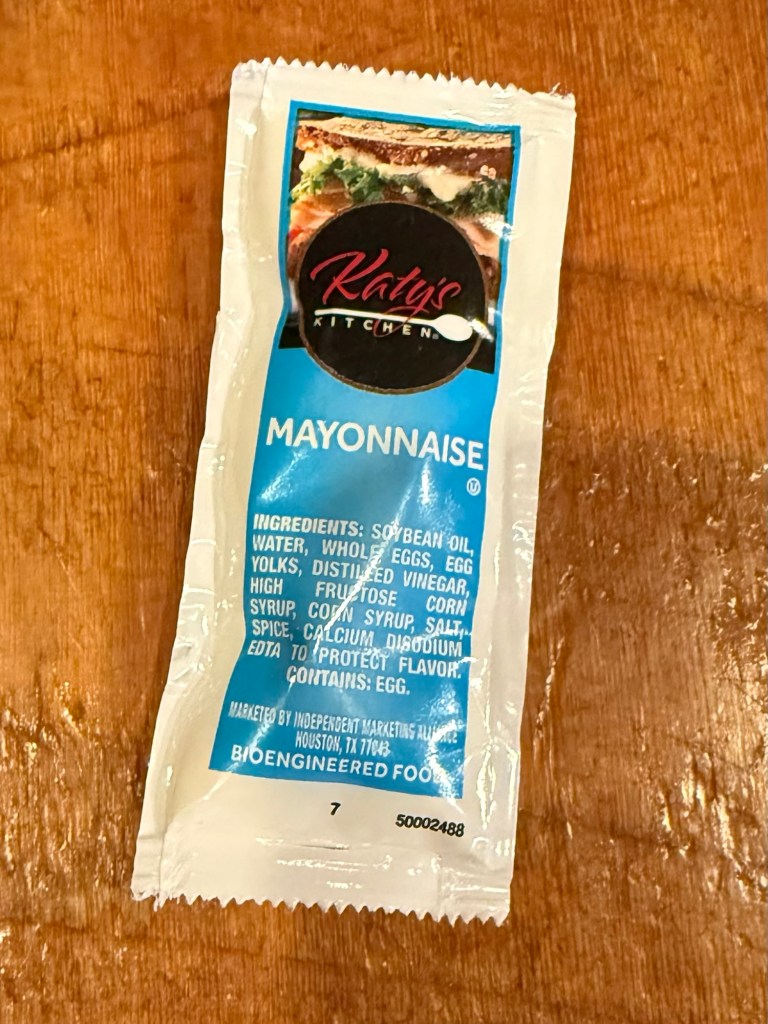 Katy's
KITCHEN®
MAYONNAISE
U
INGREDIENTS: SOYBEAN OIL,
WATER, WHOLE EGGS, EGG
YOLKS, DISTILLED VINEGAR,
HIGH FRUCTOSE CORN
SYRUP, CORN SYRUP, SALT,
SPICE, CALCIUM DISODIUM
EDTA TO PROTECT FLAVOR.
CONTAINS: EGG.
MARKETED BY INDEPENDENT MARKETING ALLIANCE
HOUSTON, TX 77043
BIOENGINEERED FOOD
7 50002488